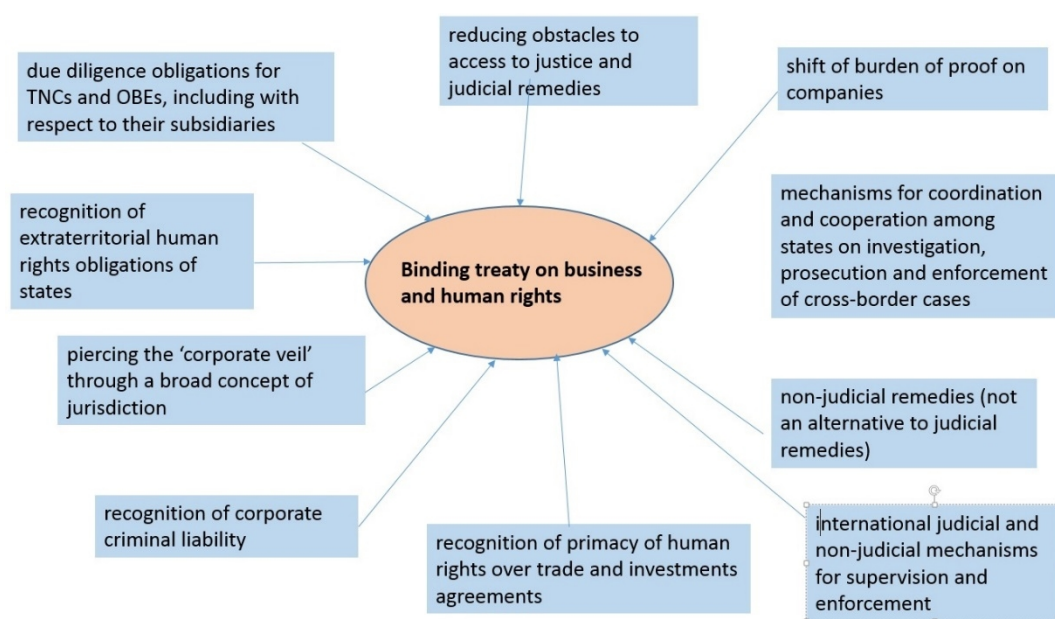 reducing obstacles to
access to justice and
judicial remedies
due diligence obligations for
TNCs and OBEs, including with
respect to their subsidiaries
shift of burden of proof on
companies
recognition of
extraterritorial human
rights obligations of
states
mechanisms for coordination
and cooperation among
states on investigation,
prosecution and enforcement
of cross-border cases
Binding treaty on business
and human rights
piercing the ‘corporate veil’
through a broad concept of
jurisdiction
non-judicial remedies (not
an alternative to judicial
remedies)
recognition of corporate
criminal liability
recognition of primacy of human
rights over trade and investments
agreements
international judicial and
non-judicial mechanisms
for supervision and
enforcement